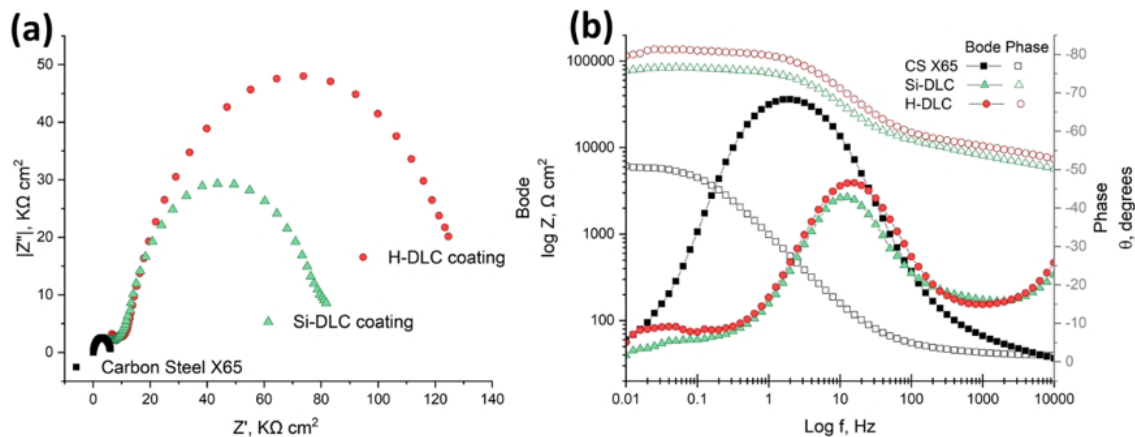 (a)
50
40
30
20
10
0
|Z"|, KΩ cm²
H-DLC coating
Si-DLC coating
Carbon Steel X65
0 20 40 60 80 100 120 140
Z', KΩ cm²
(b)
Bode Phase
CS X65
Si-DLC
H-DLC
100000
10000
1000
100
Bode
log Z, Ω cm²
-80
-70
-60
-50
-40
-30
-20
-10
0
Phase
θ, degrees
0.01 0.1 1 10 100 1000 10000
Log f, Hz